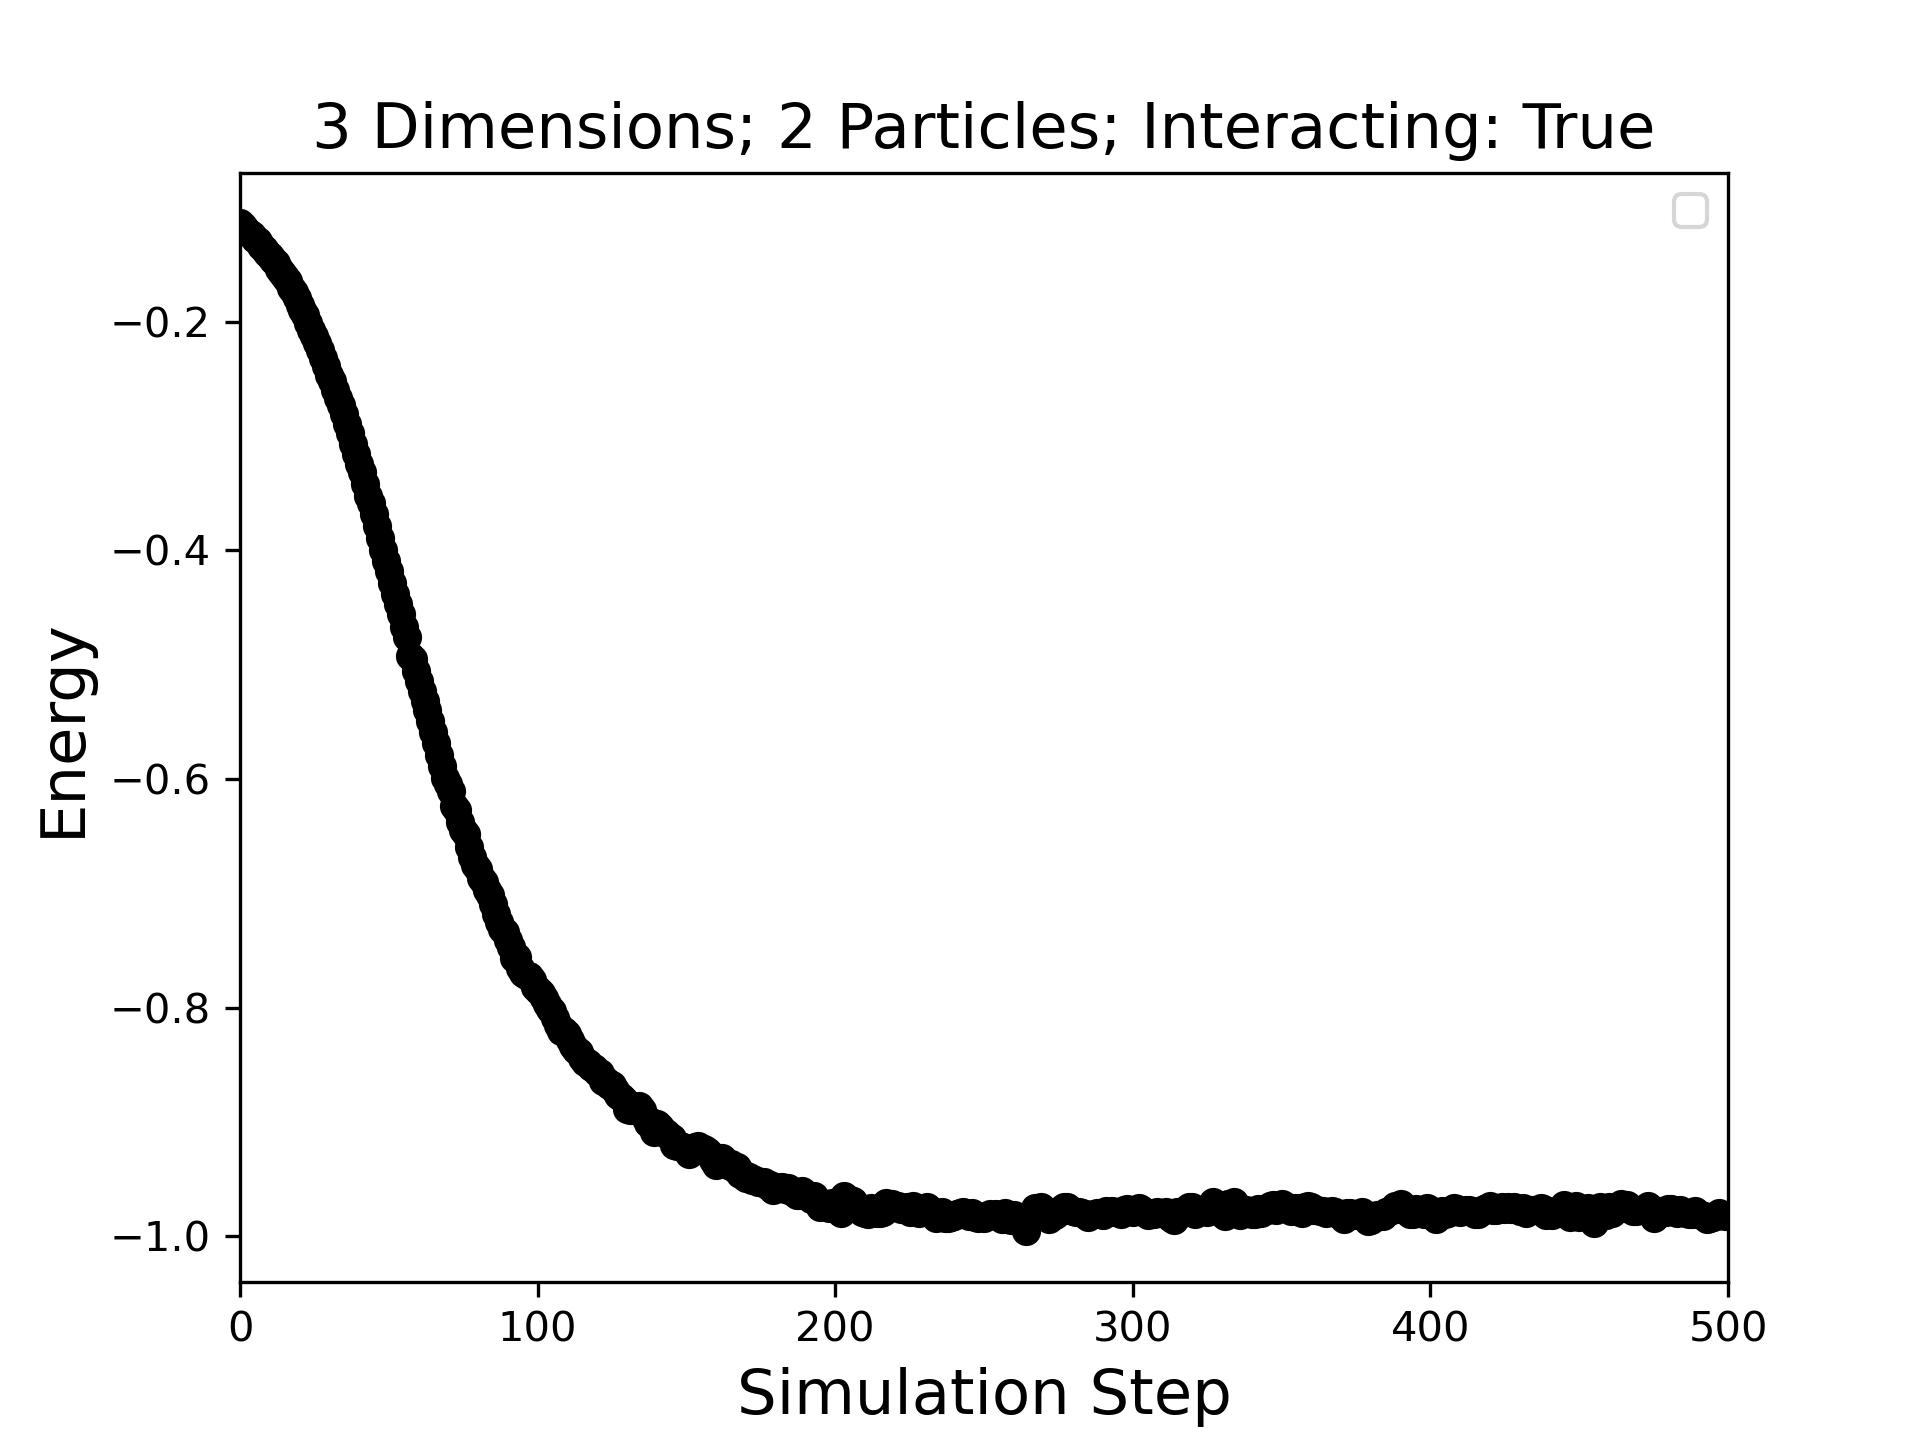 3 Dimensions; 2 Particles; Interacting: True
Energy
−0.2
−0.4
−0.6
−0.8
−1.0
0 100 200 300 400 500
Simulation Step